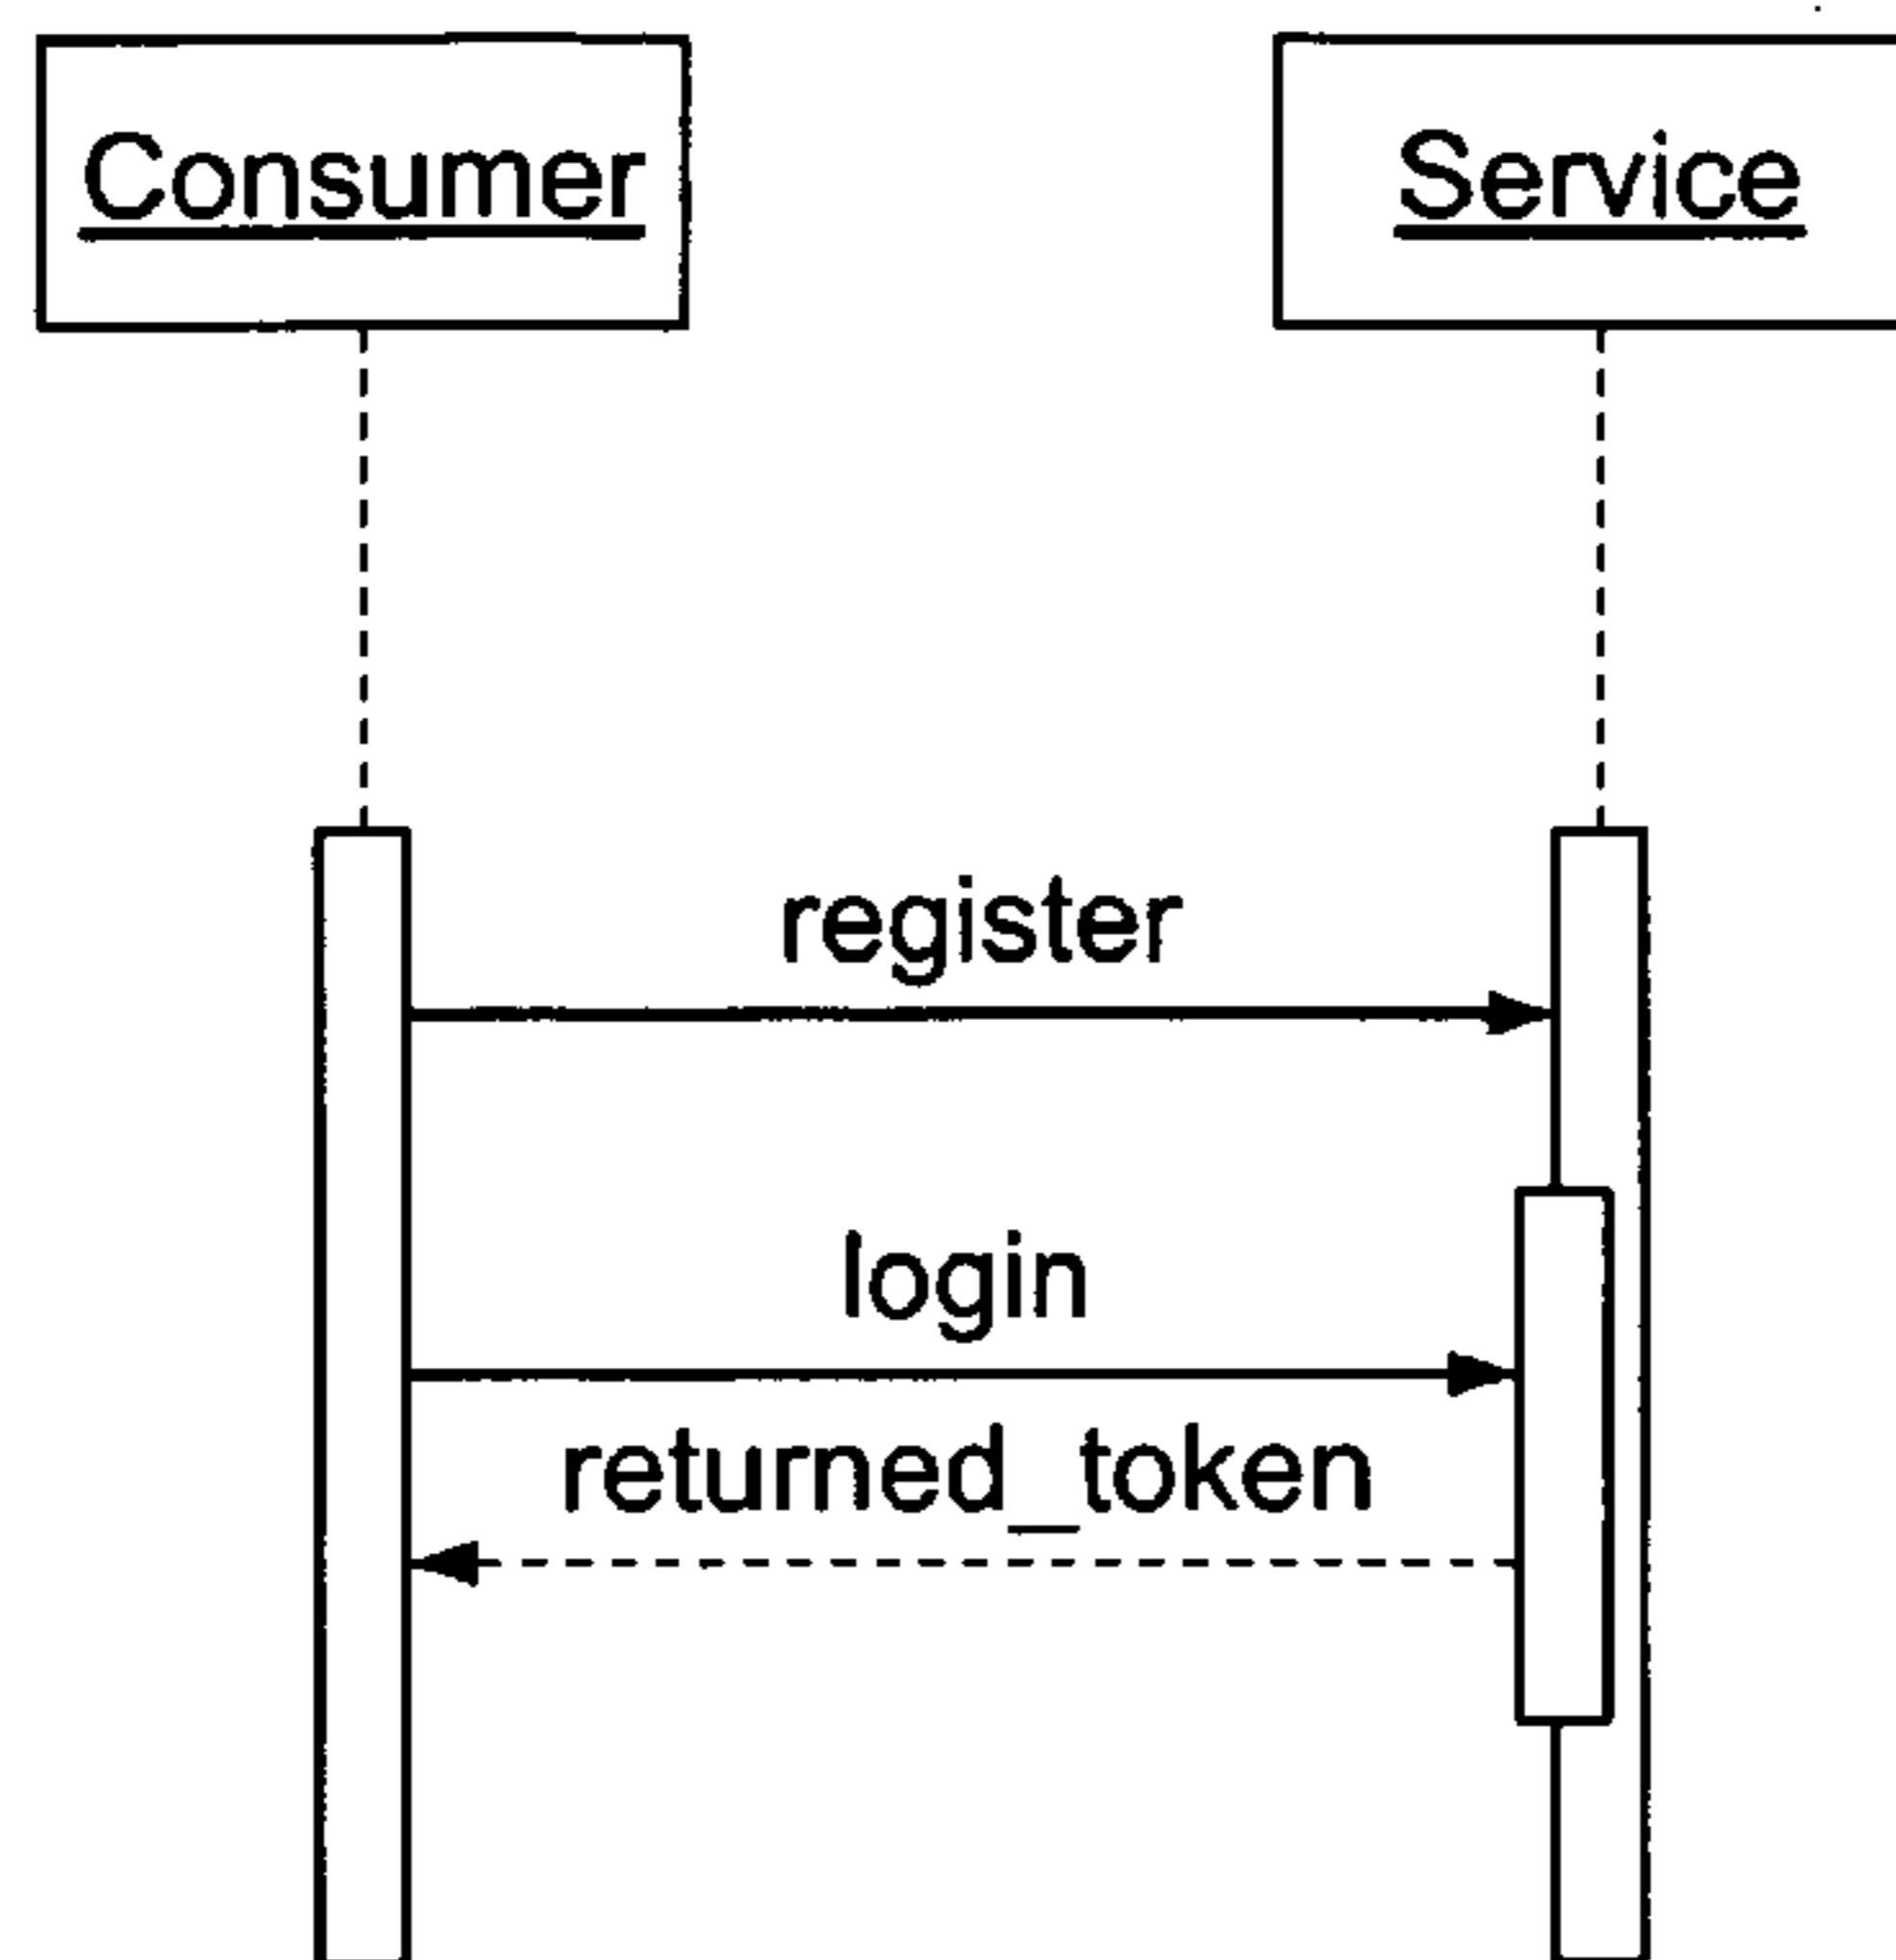 Consumer
Service
register
login
returned_token